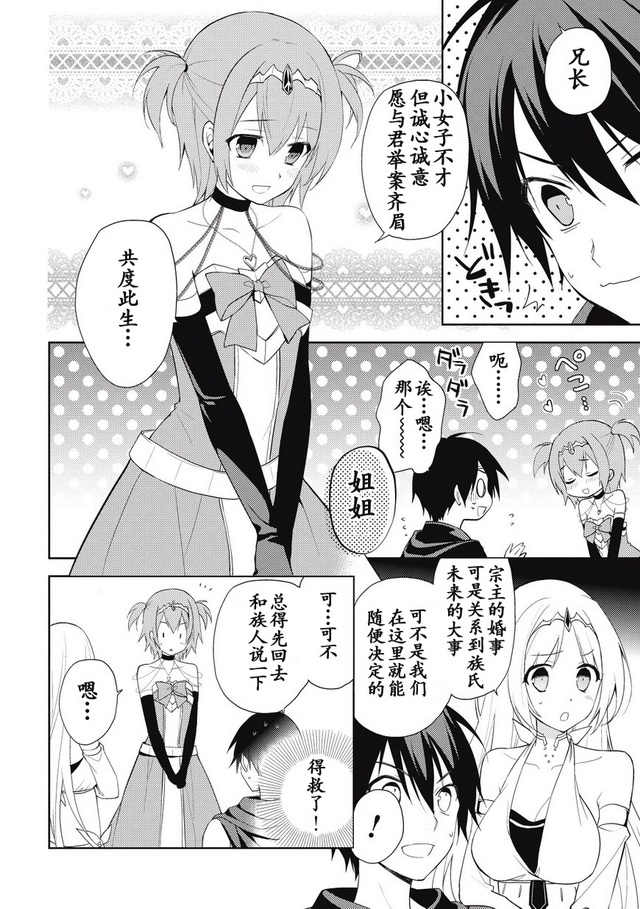 兄长
どきっ
小女子不才
但诚心诚意
愿与君举案齐眉
共度此生…
ぺこ…
呃……
诶…嗯…
那个~~~
ダラ
ダラ
姐姐
宗主的婚事
可是关系到族氏
未来的大事
可不是我们
在这里就能
随便决定的
！
可…可不
总得先回去
和族人说一下
得救了！
嗯…